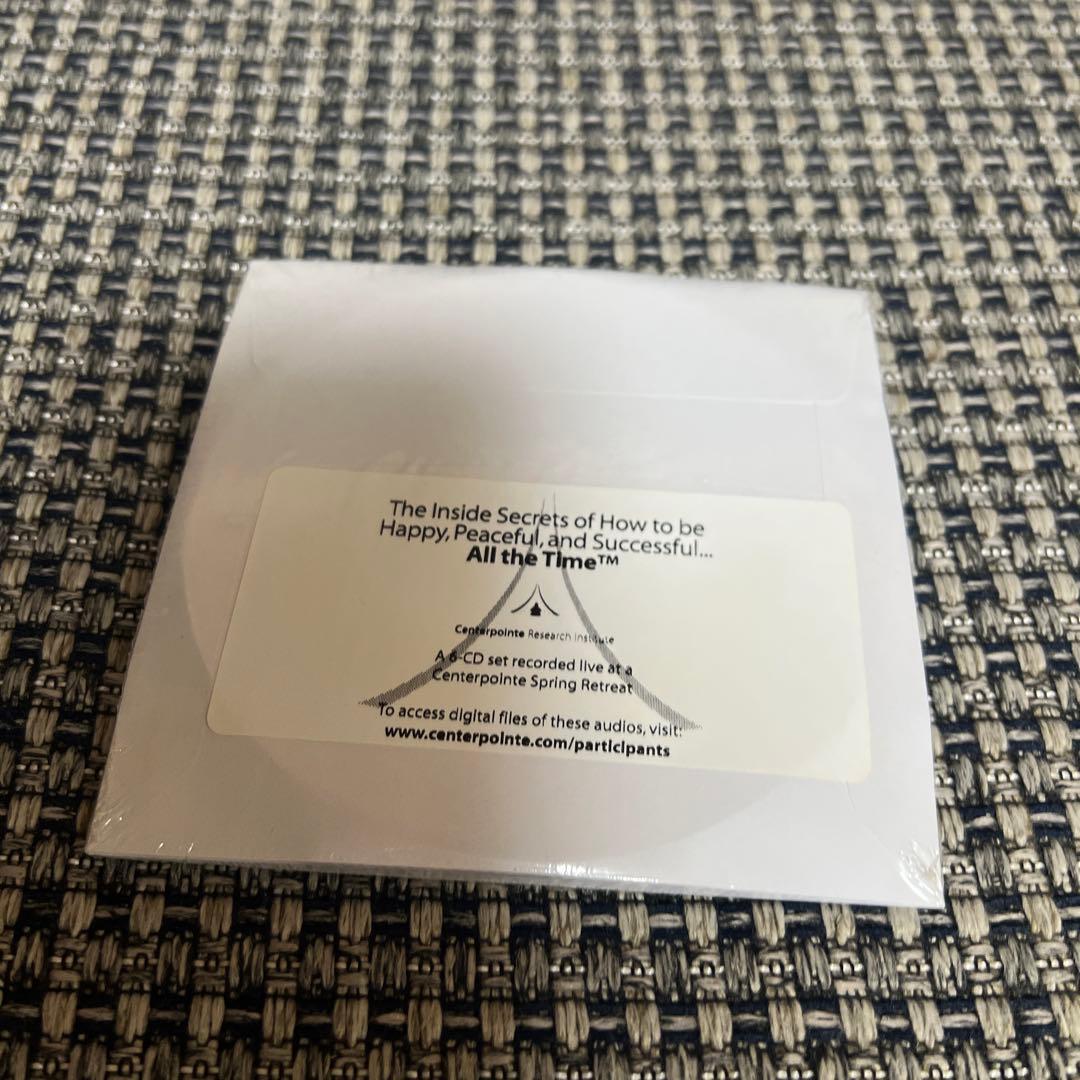 The Inside Secrets of How to be
Happy, Peaceful, and Successful...
All the Time™
Centerpointe Research Institute
A 6-CD set recorded live at a
Centerpointe Spring Retreat
To access digital files of these audios, visit:
www.centerpointe.com/participants